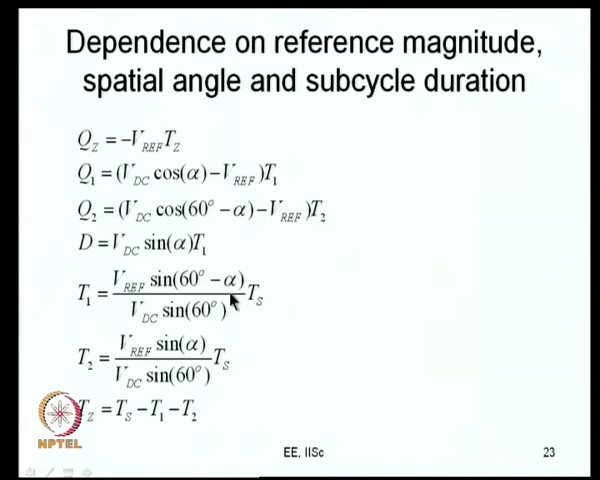 Dependence on reference magnitude,
spatial angle and subcycle duration
Q_Z = -V_REF T_Z
Q_1 = (V_DC cos(α) - V_REF)T_1
Q_2 = (V_DC cos(60° - α) - V_REF)T_2
D = V_DC sin(α)T_1
T_1 = \frac{V_REF sin(60° - α)}{V_DC sin(60°)} T_S
T_2 = \frac{V_REF sin(α)}{V_DC sin(60°)} T_S
T_Z = T_S - T_1 - T_2
NPTEL
EE, IISc
23